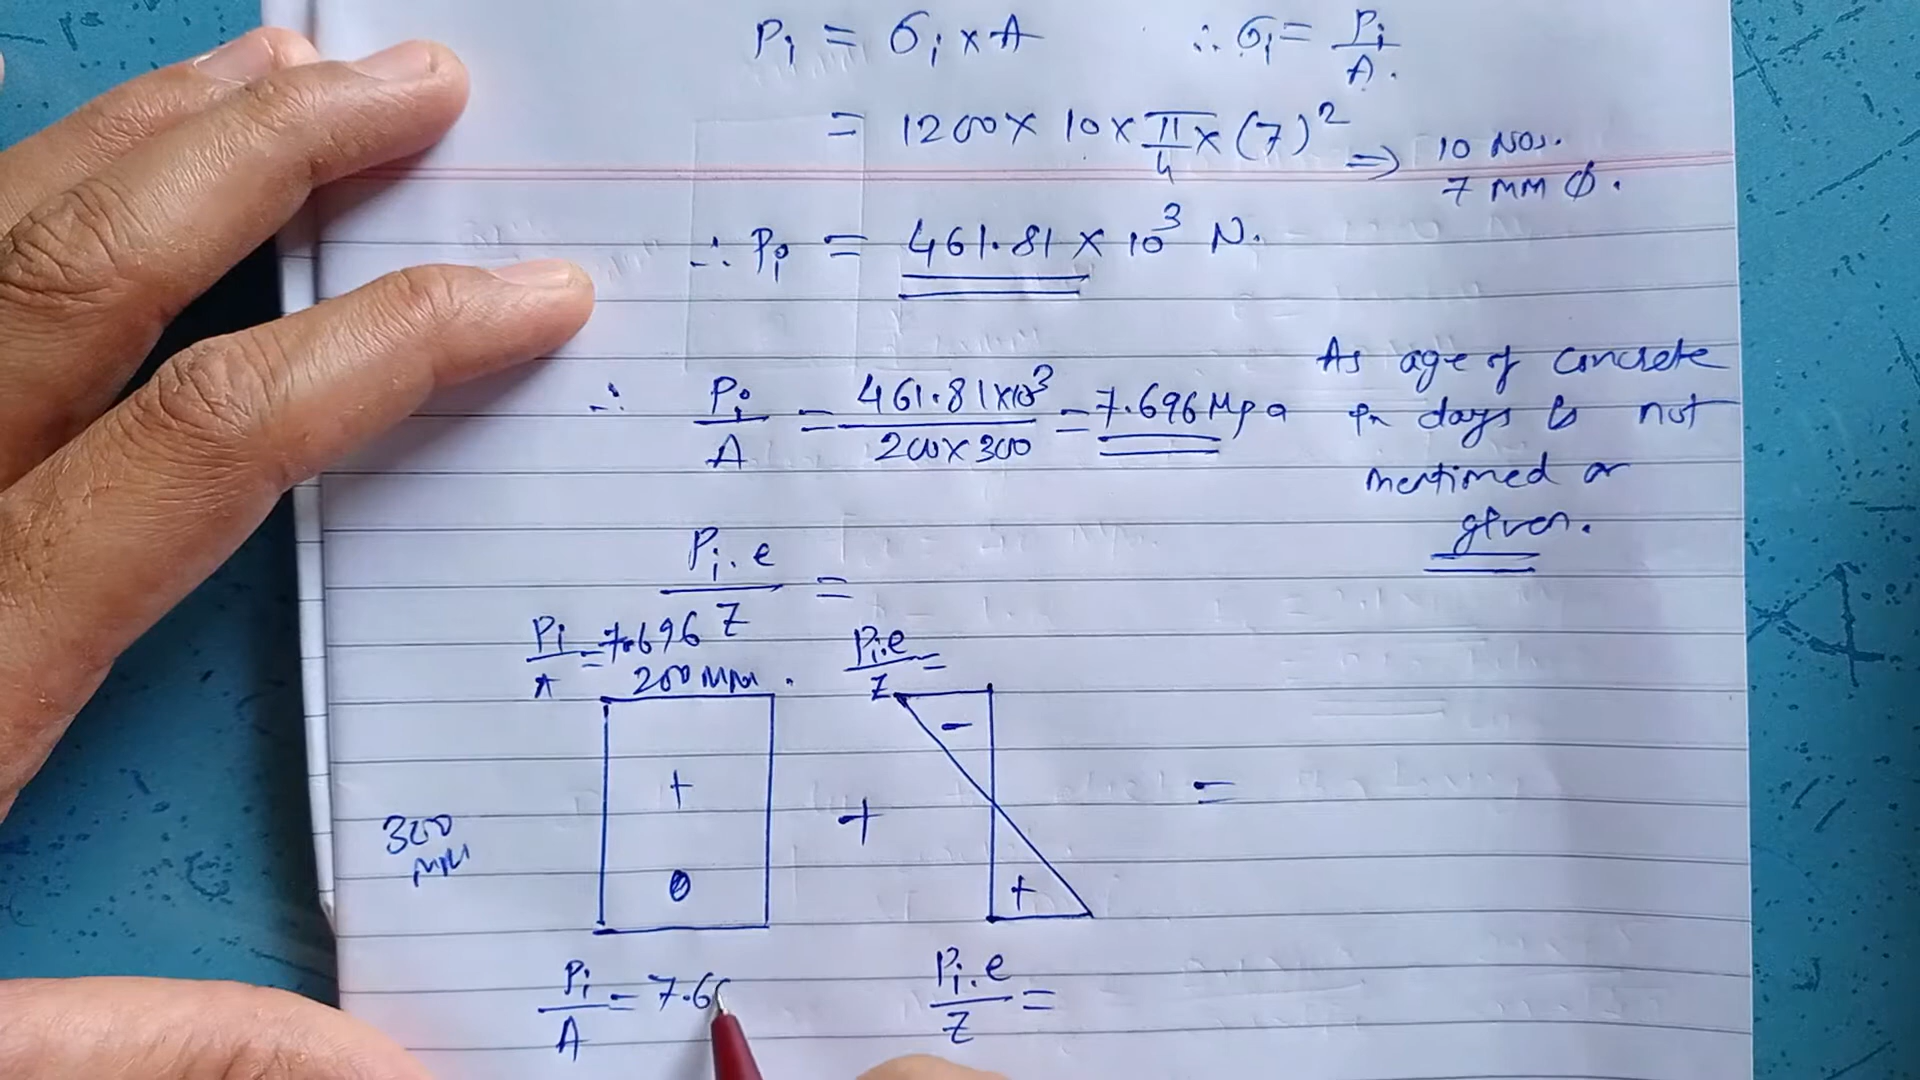 Pi = σi × A ∴ σi = Pi/A.
= 1200 × 10 × π/4 × (7)² ⇒ 10 Nos. 7 mm ϕ.
∴ Pi = 461.81 × 10³ N.
∴ Pi/A = 461.81×10³/200×300 = 7.696 Mpa
As age of concrete
in days is not
mentioned or
given.
Pi.e/Z =
Pi/A = 7.696
Pi.e/Z =
200 mm.
-
+
300
mm
+
=
+
Pi/A = 7.6
Pi.e/Z =